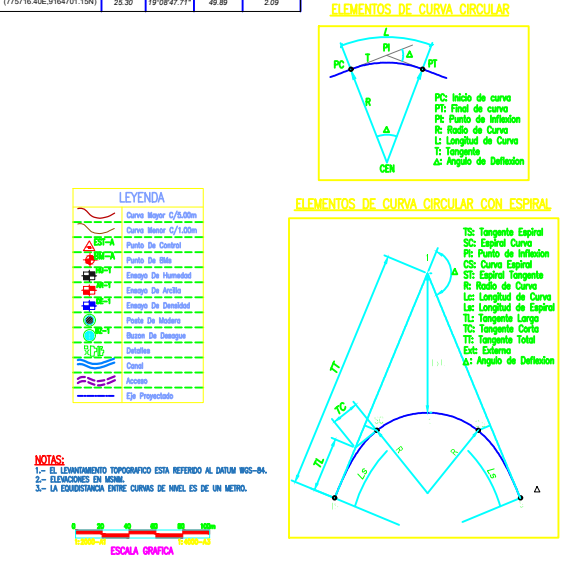 (775716.40E,9164701.15N) 25.30 19°08'47.71" 49.89 2.09
ELEMENTOS DE CURVA CIRCULAR
L
PI
PC T Δ PT
R
Δ
CEN
PC: Inicio de curva
PT: Final de curva
PI: Punto de Inflexion
R: Radio de Curva
L: Longitud de Curva
T: Tangente
Δ: Angulo de Deflexion
LEYENDA
Curva Mayor C/5.00m
Curva Menor C/1.00m
EST-A Punto De Control
BM-A Punto De BMs
Ensayo De Humedad
Ensayo De Arcilla
Ensayo De Densidad
Poste De Madera
Buzon De Desague
Detalles
Canal
Acceso
Eje Proyectado
ELEMENTOS DE CURVA CIRCULAR CON ESPIRAL
TS: Tangente Espiral
SC: Espiral Curva
PI: Punto de Inflexion
CS: Curva Espiral
ST: Espiral Tangente
R: Radio de Curva
Lc: Longitud de Curva
Ls: Longitud de Espiral
TL: Tangente Larga
TC: Tangente Corta
TT: Tangente Total
Ext: Externa
Δ: Angulo de Deflexion
Δ
TT
TC
TL
R
R
Ls
Ls
Δ
NOTAS:
1.- EL LEVANTAMIENTO TOPOGRAFICO ESTA REFERIDO AL DATUM WGS-84.
2.- ELEVACIONES EN MSNM.
3.- LA EQUIDISTANCIA ENTRE CURVAS DE NIVEL ES DE UN METRO.
0 20 40 60 80 100m
ESCALA GRAFICA